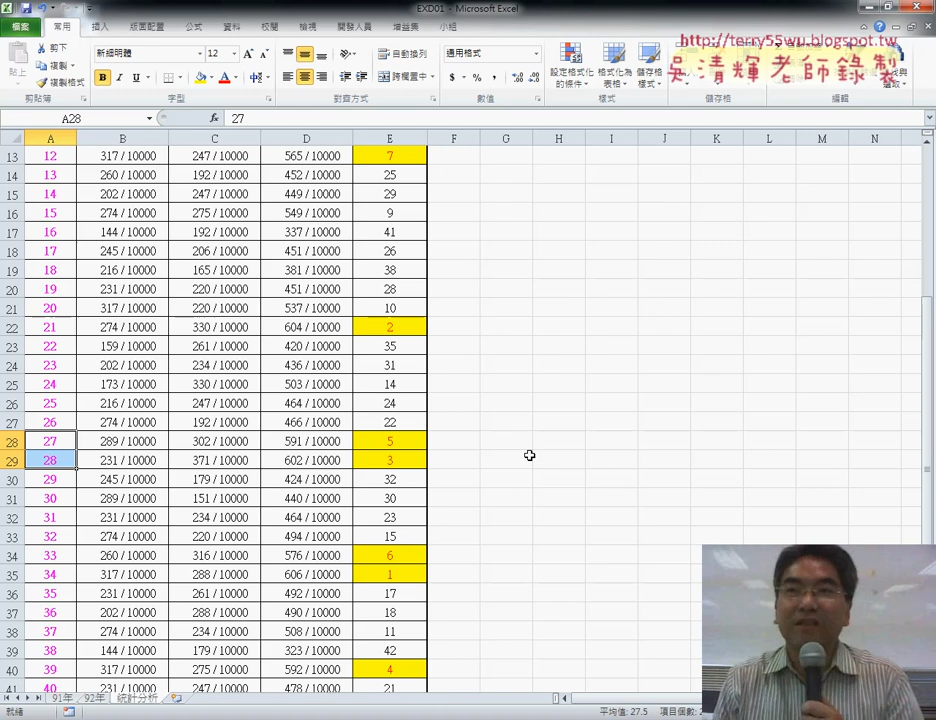 EXD01 - Microsoft Excel
檔案 常用 插入 版面配置 公式 資料 校閱 檢視 開發人員 增益集 小組
http://terry55wu.blogspot.tw
吳清輝老師錄製
貼上 剪下 複製 複製格式 新細明體 12 自動換列 跨欄置中 通用格式 設定格式化的條件 格式化為表格 儲存格樣式
剪貼簿 字型 對齊方式 數值 樣式 儲存格 編輯
A28 fx 27
A B C D E F G H I J K L M N
13 12 317 / 10000 247 / 10000 565 / 10000 7
14 13 260 / 10000 192 / 10000 452 / 10000 25
15 14 202 / 10000 247 / 10000 449 / 10000 29
16 15 274 / 10000 275 / 10000 549 / 10000 9
17 16 144 / 10000 192 / 10000 337 / 10000 41
18 17 245 / 10000 206 / 10000 451 / 10000 26
19 18 216 / 10000 165 / 10000 381 / 10000 38
20 19 231 / 10000 220 / 10000 451 / 10000 28
21 20 317 / 10000 220 / 10000 537 / 10000 10
22 21 274 / 10000 330 / 10000 604 / 10000 2
23 22 159 / 10000 261 / 10000 420 / 10000 35
24 23 202 / 10000 234 / 10000 436 / 10000 31
25 24 173 / 10000 330 / 10000 503 / 10000 14
26 25 216 / 10000 247 / 10000 464 / 10000 24
27 26 274 / 10000 192 / 10000 466 / 10000 22
28 27 289 / 10000 302 / 10000 591 / 10000 5
29 28 231 / 10000 371 / 10000 602 / 10000 3
30 29 245 / 10000 179 / 10000 424 / 10000 32
31 30 289 / 10000 151 / 10000 440 / 10000 30
32 31 231 / 10000 234 / 10000 464 / 10000 23
33 32 274 / 10000 220 / 10000 494 / 10000 15
34 33 260 / 10000 316 / 10000 576 / 10000 6
35 34 317 / 10000 288 / 10000 606 / 10000 1
36 35 231 / 10000 261 / 10000 492 / 10000 17
37 36 202 / 10000 288 / 10000 490 / 10000 18
38 37 274 / 10000 234 / 10000 508 / 10000 11
39 38 144 / 10000 179 / 10000 323 / 10000 42
40 39 317 / 10000 275 / 10000 592 / 10000 4
41 40 231 / 10000 247 / 10000 478 / 10000 21
91年 92年 統計分析
就緒 平均值: 27.5 項目個數: